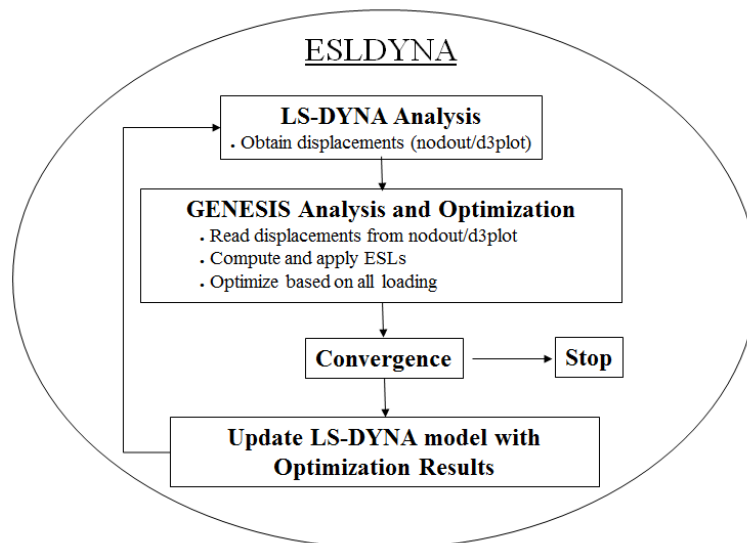 ESLDYNA
LS-DYNA Analysis
. Obtain displacements (nodout/d3plot)
GENESIS Analysis and Optimization
. Read displacements from nodout/d3plot
. Compute and apply ESLs
. Optimize based on all loading
Convergence
Stop
Update LS-DYNA model with
Optimization Results